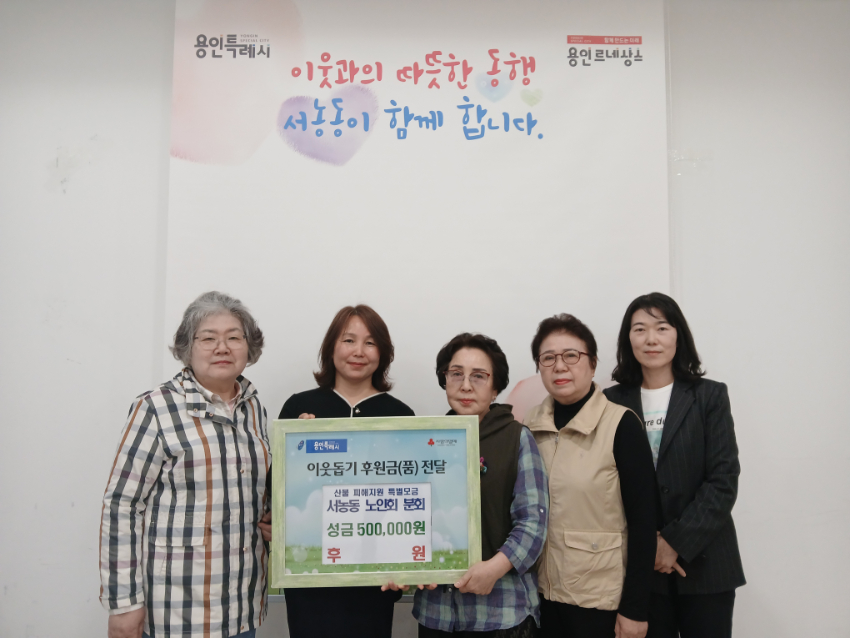 용인특례시
용인르네상스
이웃과의 따뜻한 동행
서농동이 함께 합니다.
용인특례시
이웃돕기 후원금(품) 전달
산불 피해지원 특별모금
서농동 노인회 분회
성금 500,000원
후 원